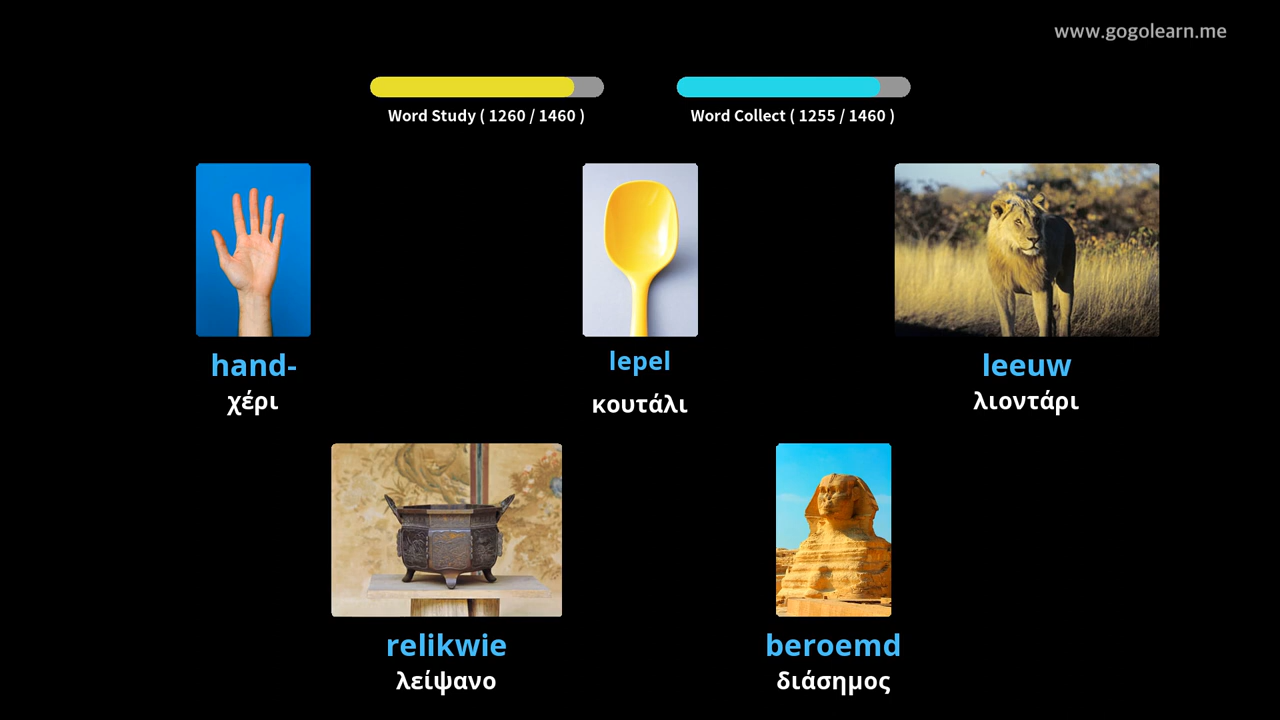 www.gogolearn.me
Word Study ( 1260 / 1460 )
Word Collect ( 1255 / 1460 )
hand-
χέρι
lepel
κουτάλι
leeuw
λιοντάρι
relikwie
λείψανο
beroemd
διάσημος